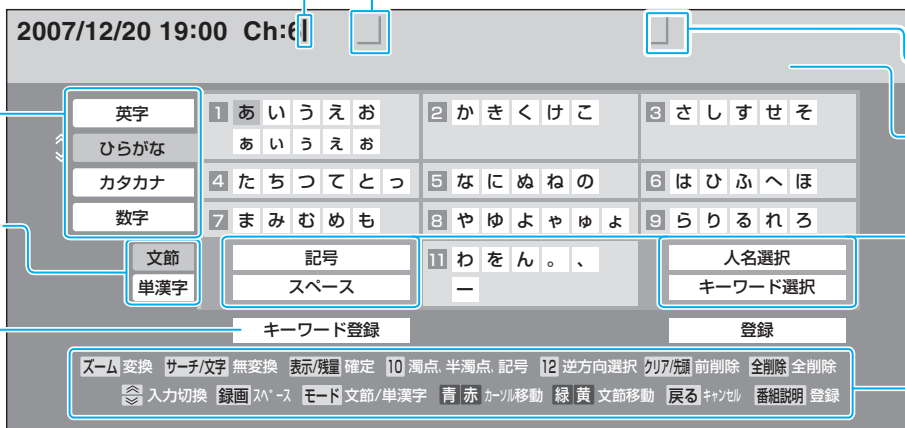 2007/12/20 19:00 Ch:6
英字 1 あ い う え お 2 か き く け こ 3 さ し す せ そ
ひらがな ぁ ぃ ぅ ぇ ぉ
カタカナ 4 た ち つ て と っ 5 な に ぬ ね の 6 は ひ ふ へ ほ
数字 7 ま み む め も 8 や ゆ よ ゃ ゅ ょ 9 ら り る れ ろ
文節 記号 11 わ を ん 。 、 人名選択
単漢字 スペース ー キーワード選択
キーワード登録 登録
ズーム 変換 サーチ/文字 無変換 表示/残量 確定 10 濁点、半濁点、記号 12 逆方向選択 クリア/先頭 前削除 全削除 全削除
入力切換 録画 スペース モード 文節/単漢字 青 赤 カーソル移動 緑 黄 文節移動 戻る キャンセル 番組説明 登録